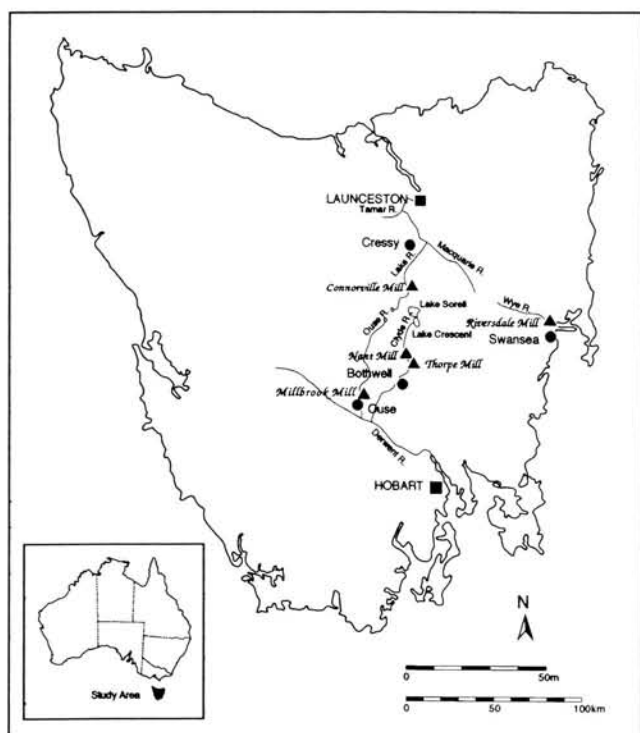 LAUNCESTON
Tamar R.
Cressy
Macquarie R.
Lake R.
Connorville Mill
Lake Sorell
Wye R.
Ouse R.
Clyde R.
Riversdale Mill
Lake Crescent
Swansea
Nant Mill
Thorpe Mill
Bothwell
Millbrook Mill
Ouse
Derwent R.
HOBART
N
0
50m
0
50
100km
Study Area